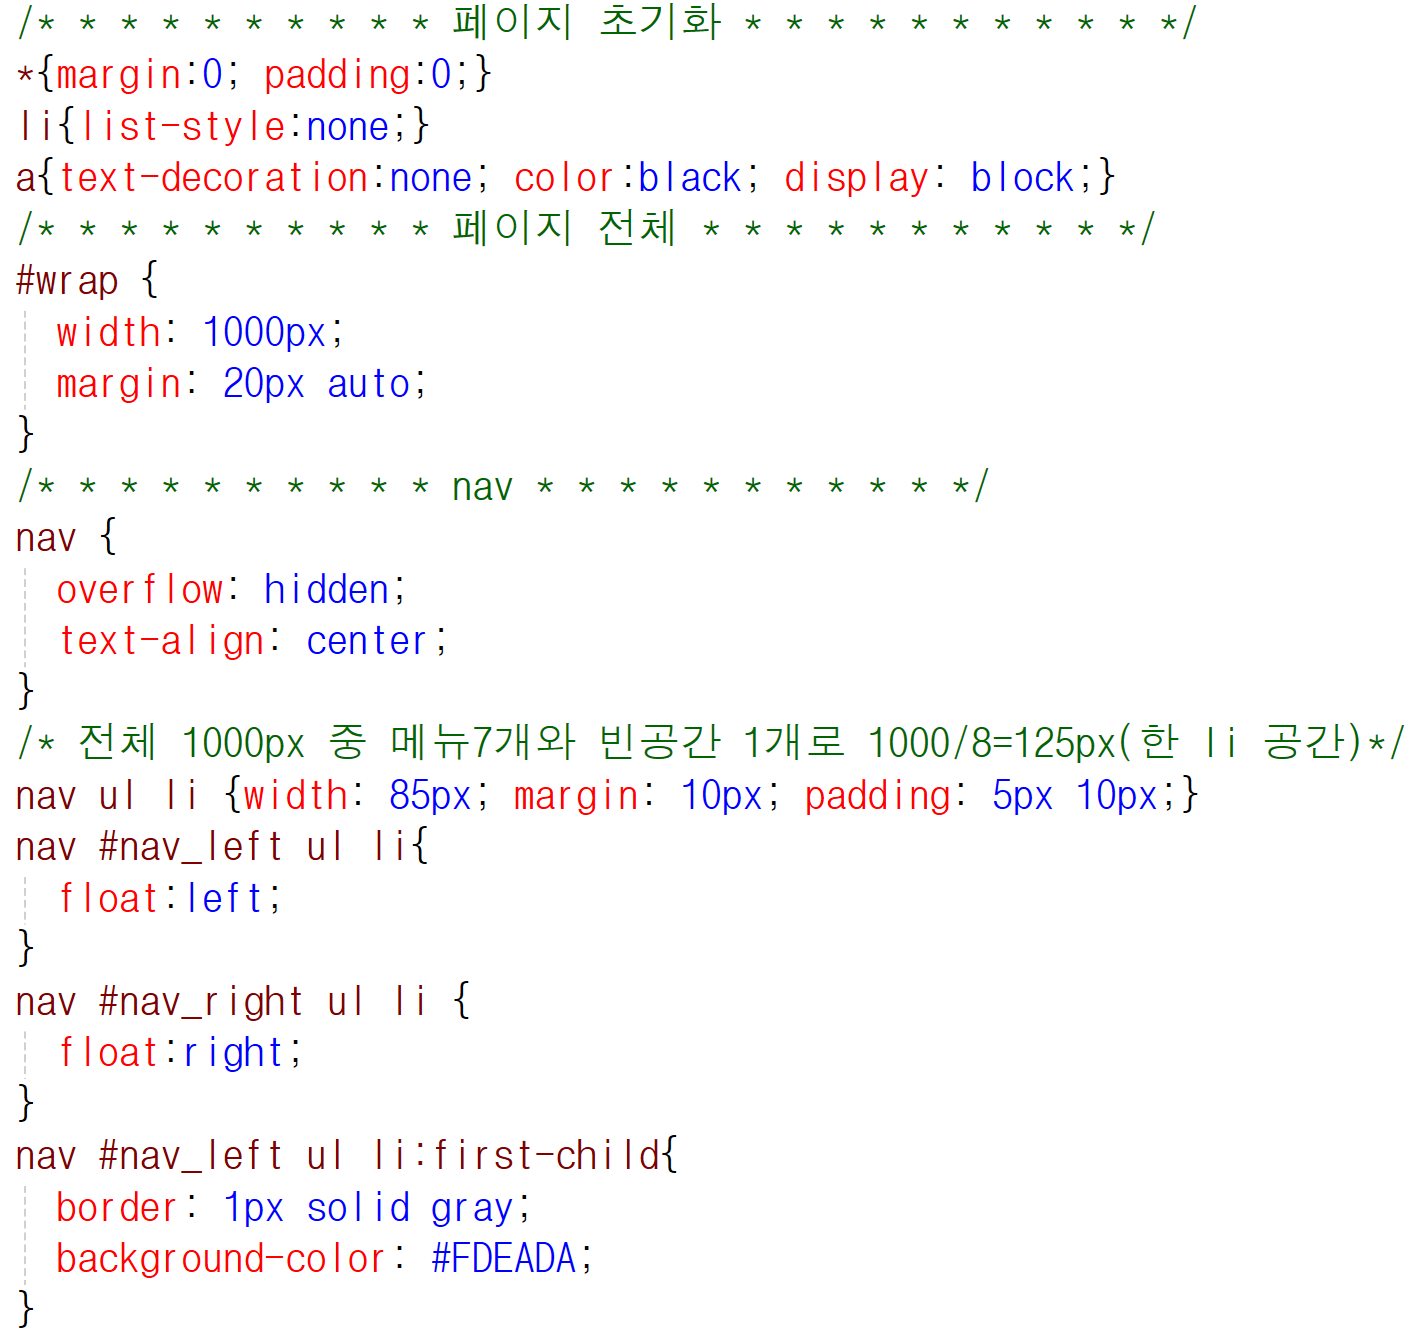 /* * * * * * * * * * 페이지 초기화 * * * * * * * * * * */
*{margin:0; padding:0;}
li{list-style:none;}
a{text-decoration:none; color:black; display: block;}
/* * * * * * * * * * 페이지 전체 * * * * * * * * * * */
#wrap {
  width: 1000px;
  margin: 20px auto;
}
/* * * * * * * * * * nav * * * * * * * * * * */
nav {
  overflow: hidden;
  text-align: center;
}
/* 전체 1000px 중 메뉴7개와 빈공간 1개로 1000/8=125px(한 li 공간)*/
nav ul li {width: 85px; margin: 10px; padding: 5px 10px;}
nav #nav_left ul li{
  float:left;
}
nav #nav_right ul li {
  float:right;
}
nav #nav_left ul li:first-child{
  border: 1px solid gray;
  background-color: #FDEADA;
}